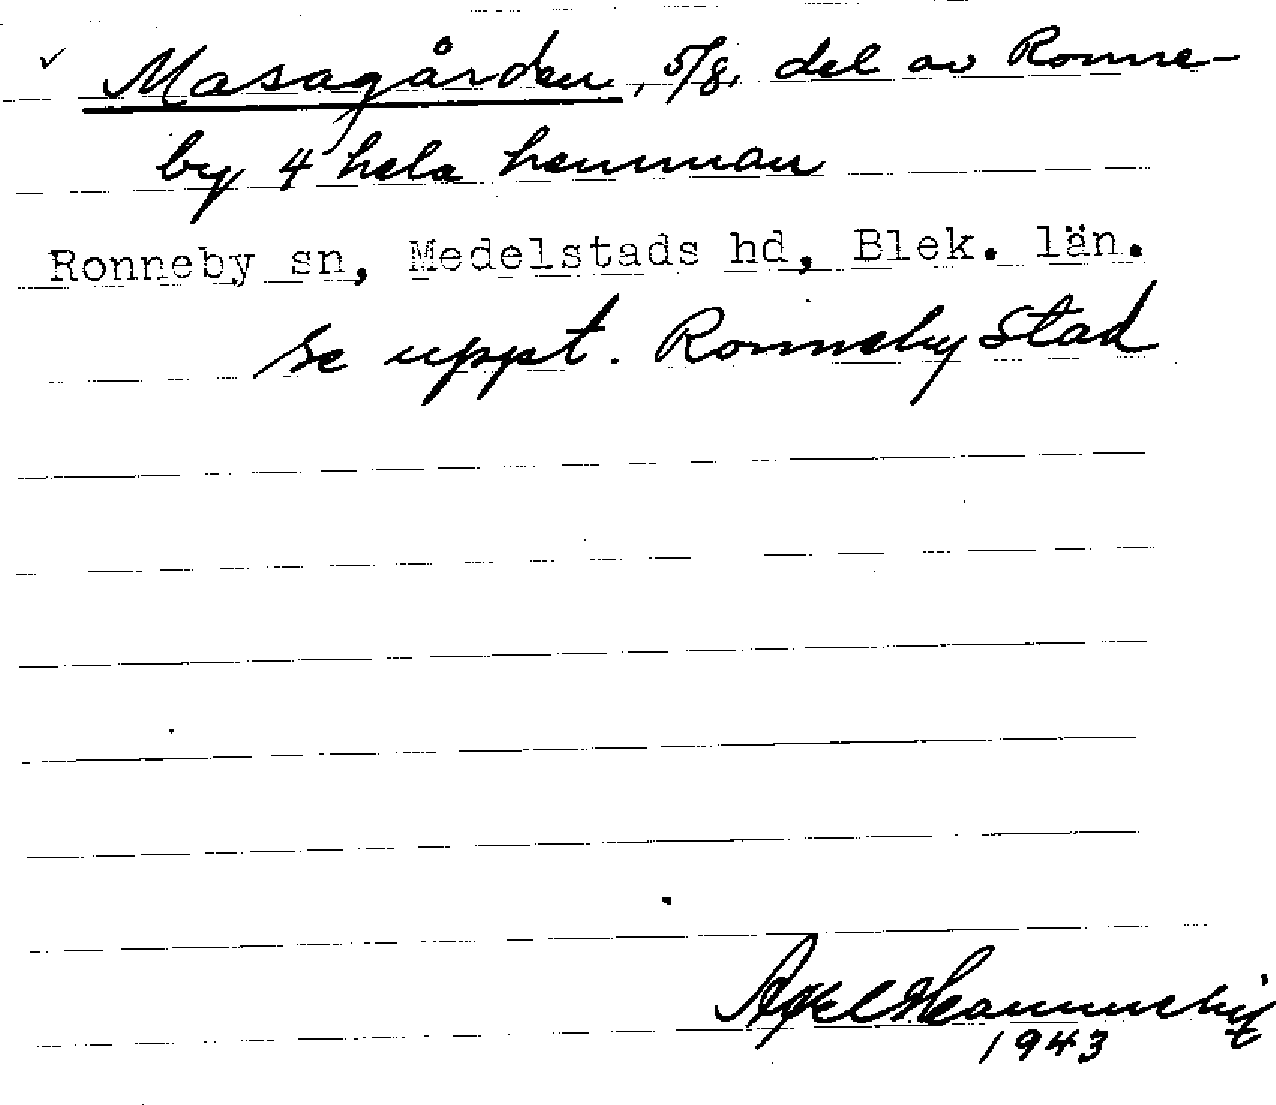 ✓ Masagården, 5/8 del av Ronne-
by 4 hela hemman
Ronneby sn, Medelstads hd, Blek. län.
se uppt. Ronneby stad
Axel
1943